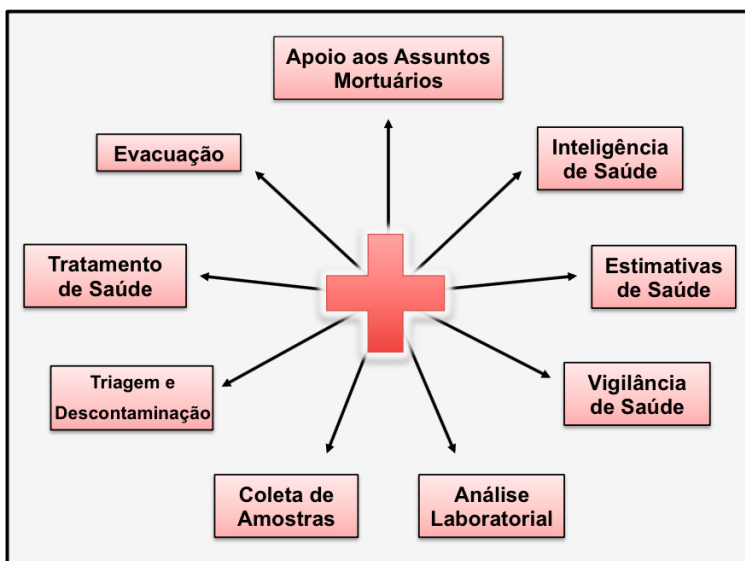 Apoio aos Assuntos
Mortuários
Evacuação
Inteligência
de Saúde
Tratamento
de Saúde
Estimativas
de Saúde
Triagem e
Descontaminação
Vigilância
de Saúde
Coleta de
Amostras
Análise
Laboratorial